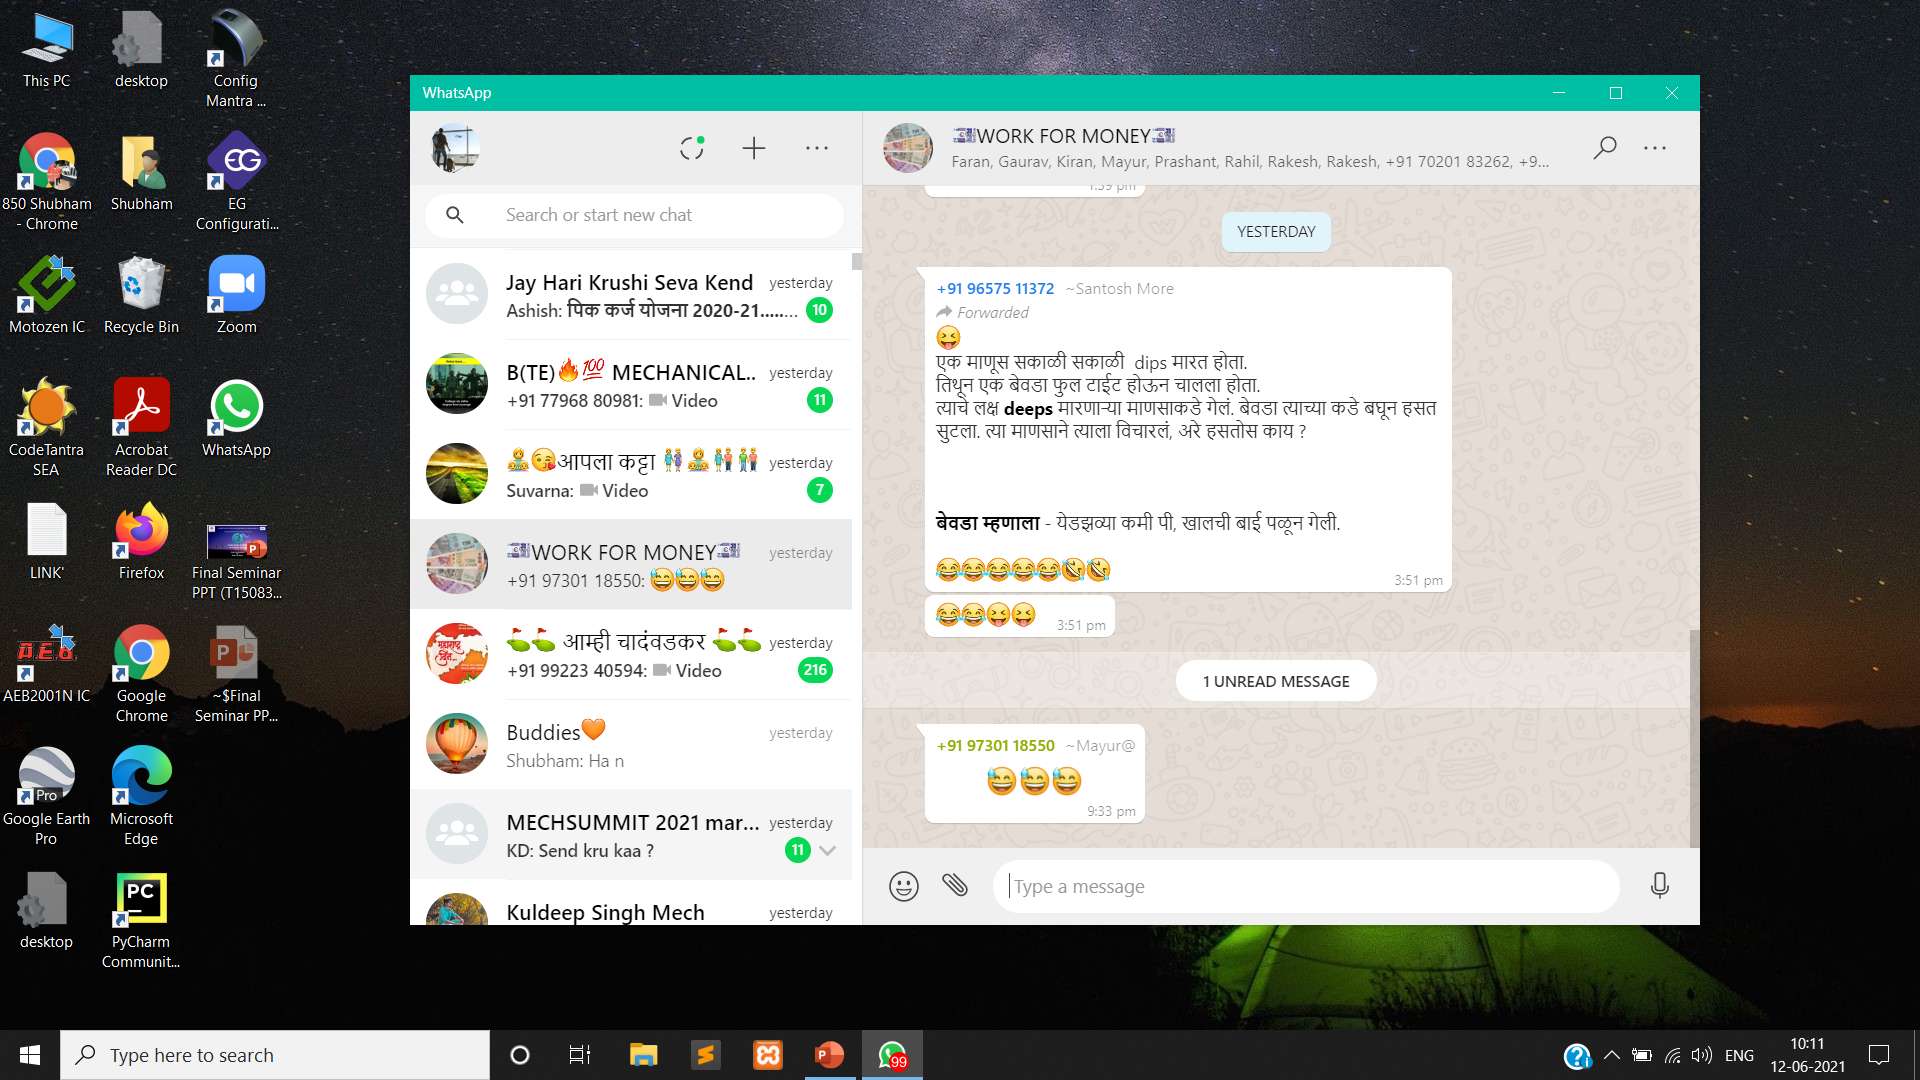 This PC
desktop
Config
Mantra ...
850 Shubham
- Chrome
Shubham
EG
EG
Configurati...
Motozen IC
Recycle Bin
Zoom
CodeTantra
SEA
Acrobat
Reader DC
WhatsApp
LINK'
Firefox
Final Seminar
PPT (T15083...
AEB2001N IC
Google
Chrome
~$Final
Seminar PP...
Pro
Google Earth
Pro
Microsoft
Edge
desktop
PC
PyCharm
Communit...
WhatsApp
Search or start new chat
Jay Hari Krushi Seva Kend yesterday
Ashish: पिक कर्ज योजना 2020-21...... 10
B(TE)🔥💯 MECHANICAL.. yesterday
+91 77968 80981: Video 11
😘आपला कट्टा yesterday
Suvarna: Video 7
WORK FOR MONEY yesterday
+91 97301 18550: 😅😅😅
⛳⛳ आम्ही चादंवडकर ⛳⛳ yesterday
+91 99223 40594: Video 216
Buddies🧡 yesterday
Shubham: Ha n
MECHSUMMIT 2021 mar... yesterday
KD: Send kru kaa ? 11
Kuldeep Singh Mech yesterday
WORK FOR MONEY
Faran, Gaurav, Kiran, Mayur, Prashant, Rahil, Rakesh, Rakesh, +91 70201 83262, +9...
1:59 pm
YESTERDAY
+91 96575 11372 ~Santosh More
Forwarded
😝
एक माणूस सकाळी सकाळी dips मारत होता.
तिथून एक बेवडा फुल टाईट होऊन चालला होता.
त्याचे लक्ष deeps मारणाऱ्या माणसाकडे गेलं. बेवडा त्याच्या कडे बघून हसत
सुटला. त्या माणसाने त्याला विचारलं, अरे हसतोस काय ?
बेवडा म्हणाला - येडझव्या कमी पी, खालची बाई पळून गेली.
😂😂😂😂😂🤣🤣
3:51 pm
😂😂😝😝 3:51 pm
1 UNREAD MESSAGE
+91 97301 18550 ~Mayur@
😅😅😅
9:33 pm
Type a message
Type here to search
99
ENG
10:11
12-06-2021